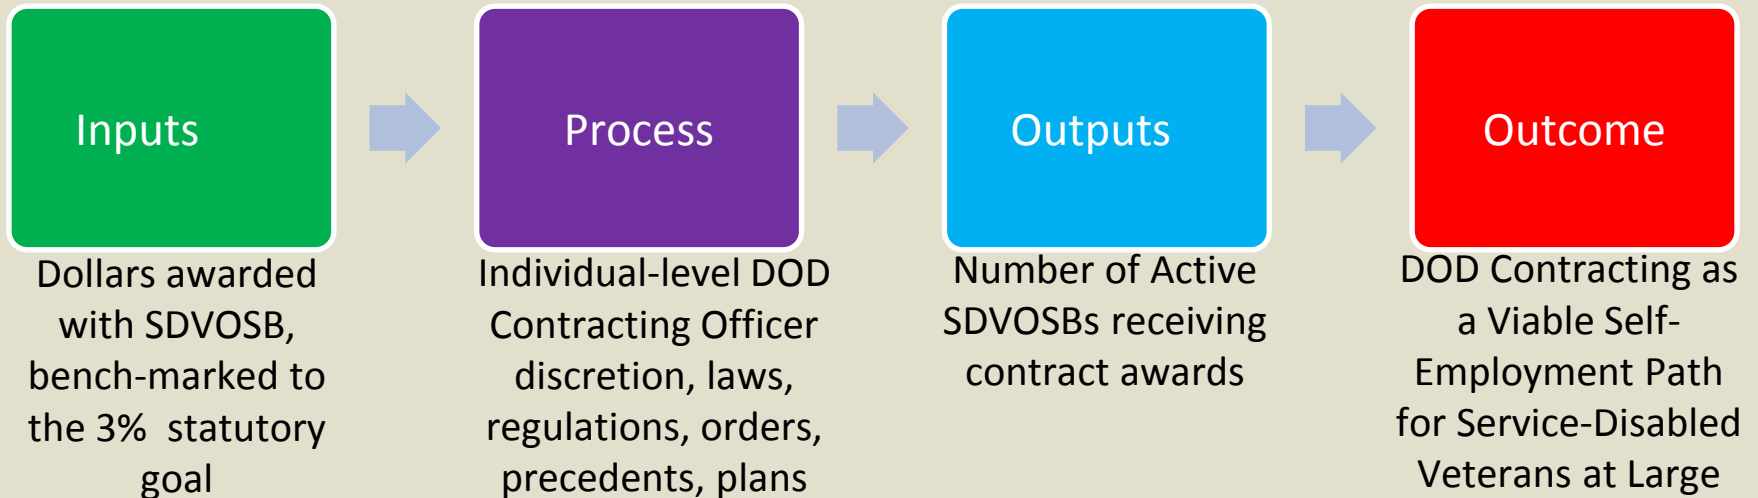 Inputs
Process
Outputs
Outcome
Dollars awarded
with SDVOSB,
bench-marked to
the 3% statutory
goal
Individual-level DOD
Contracting Officer
discretion, laws,
regulations, orders,
precedents, plans
Number of Active
SDVOSBs receiving
contract awards
DOD Contracting as
a Viable Self-
Employment Path
for Service-Disabled
Veterans at Large